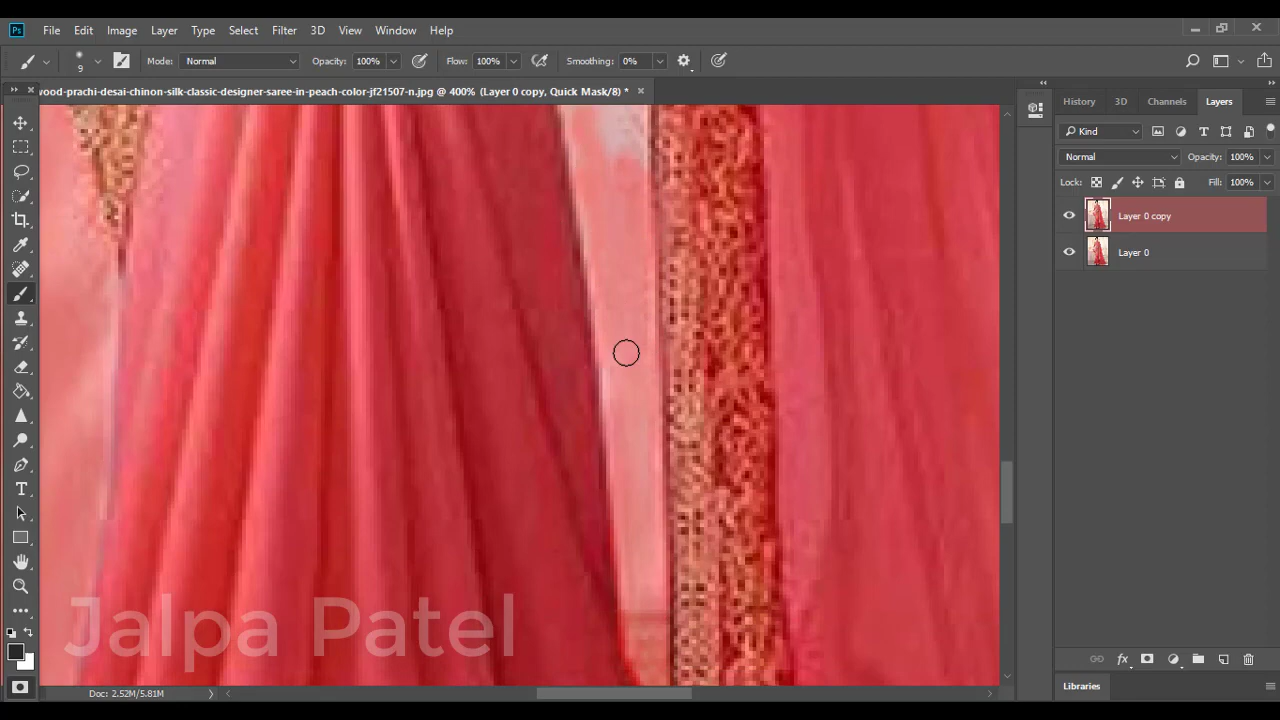 Ps File Edit Image Layer Type Select Filter 3D View Window Help
9 Mode: Normal Opacity: 100% Flow: 100% Smoothing: 0%
wood-prachi-desai-chinon-silk-classic-designer-saree-in-peach-color-jf21507-n.jpg @ 400% (Layer 0 copy, Quick Mask/8) *
History 3D Channels Layers
Kind
Normal Opacity: 100%
Lock: Fill: 100%
Layer 0 copy
Layer 0
Jalpa Patel
Doc: 2.52M/5.81M
Libraries